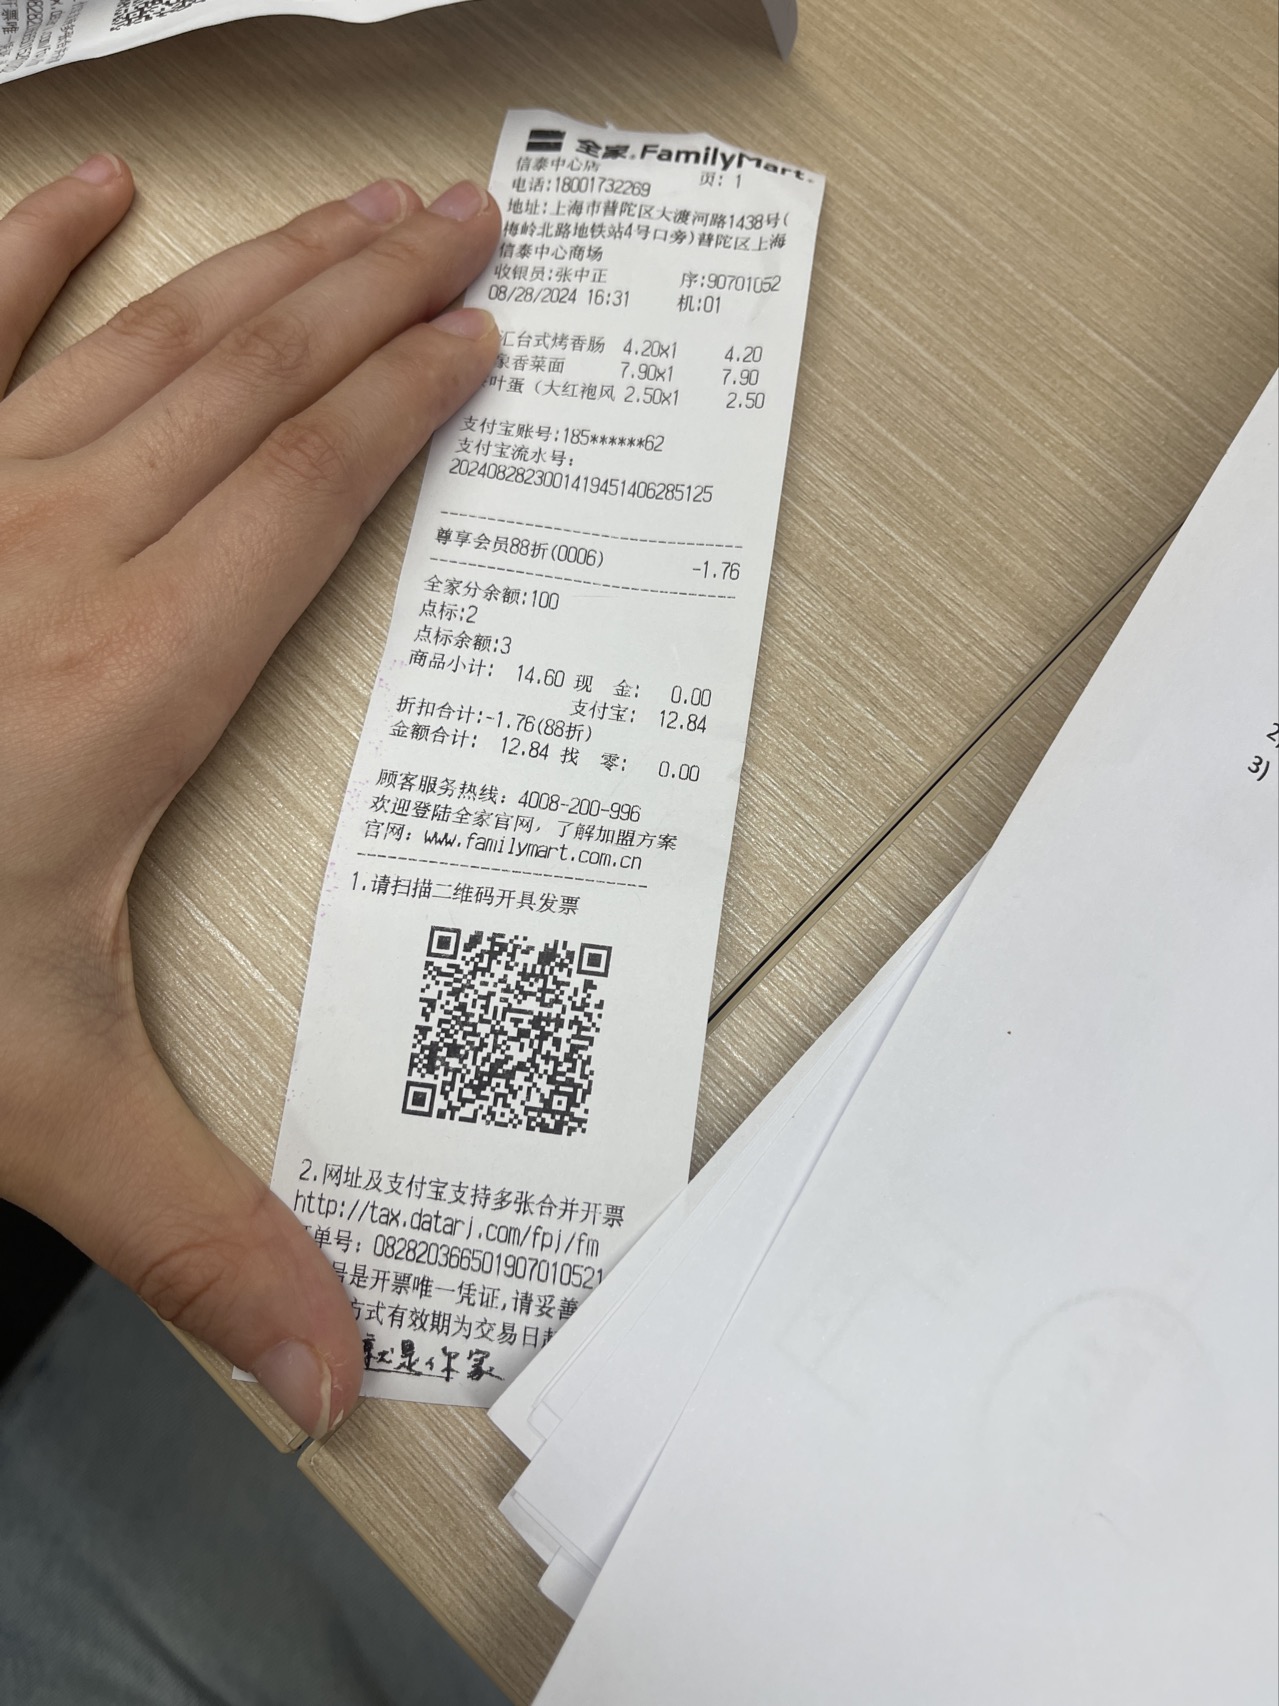 全家 FamilyMart.
信泰中心店 页: 1
电话:18001732269
地址:上海市普陀区大渡河路1438号(
梅岭北路地铁站4号口旁)普陀区上海
信泰中心商场
收银员:张中正 序:90701052
08/28/2024 16:31 机:01
汇台式烤香肠 4.20x1 4.20
象香菜面 7.90x1 7.90
叶蛋（大红袍风 2.50x1 2.50
支付宝账号:185******62
支付宝流水号:
2024082823001419451406285125
尊享会员88折(0006) -1.76
全家分余额:100
点标:2
点标余额:3
商品小计: 14.60 现 金: 0.00
支付宝: 12.84
折扣合计:-1.76(88折)
金额合计: 12.84 找 零: 0.00
顾客服务热线: 4008-200-996
欢迎登陆全家官网, 了解加盟方案
官网: www.familymart.com.cn
1.请扫描二维码开具发票
2.网址及支付宝支持多张合并开票
http://tax.datarj.com/fpj/fm
单号: 082820366501907010521
号是开票唯一凭证,请妥善
方式有效期为交易日起
就是你家
2)
3)